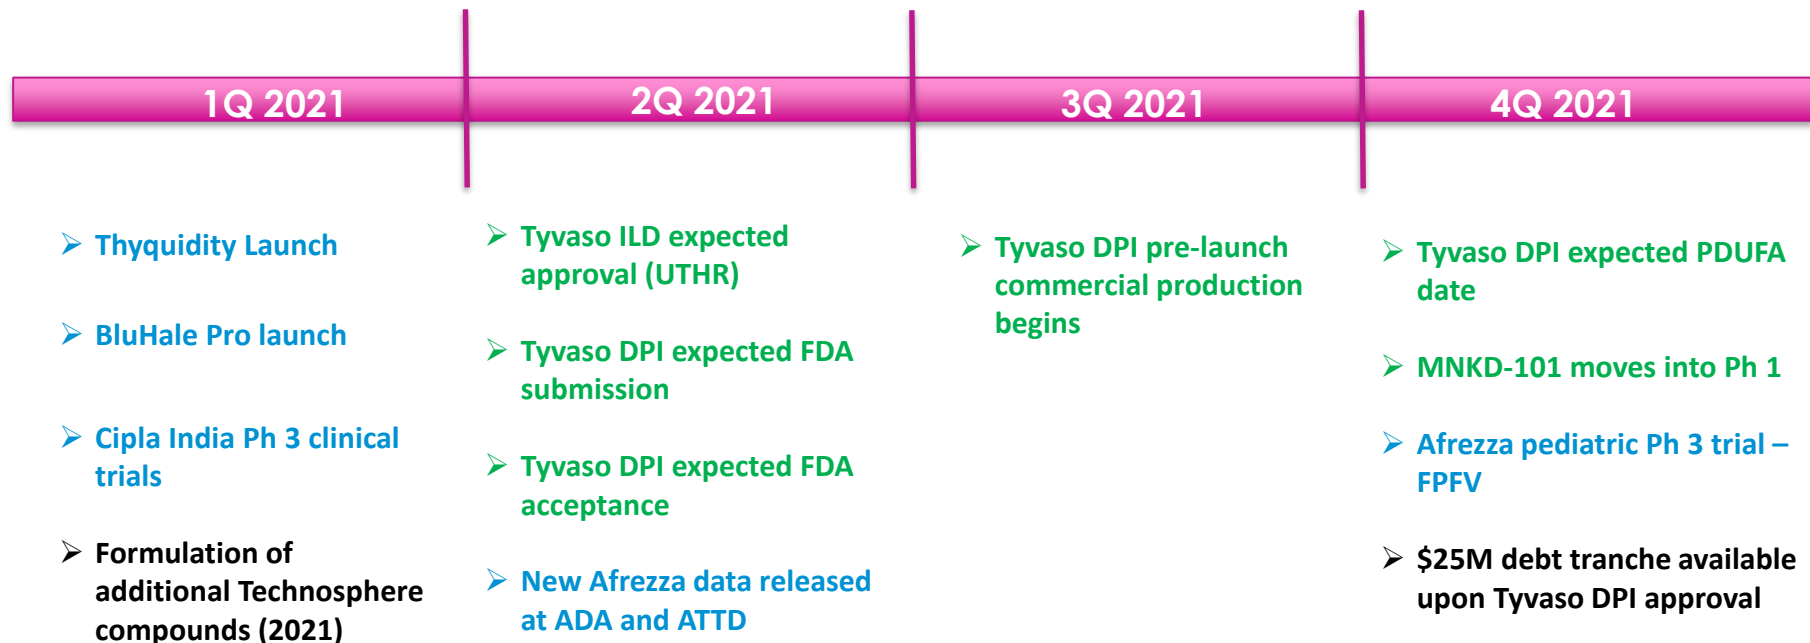 1Q 2021
2Q 2021
3Q 2021
4Q 2021
➢ Thyquidity Launch
➢ BluHale Pro launch
➢ Cipla India Ph 3 clinical
trials
➢ Formulation of
additional Technosphere
compounds (2021)
➢ Tyvaso ILD expected
approval (UTHR)
➢ Tyvaso DPI expected FDA
submission
➢ Tyvaso DPI expected FDA
acceptance
➢ New Afrezza data released
at ADA and ATTD
➢ Tyvaso DPI pre-launch
commercial production
begins
➢ Tyvaso DPI expected PDUFA
date
➢ MNKD-101 moves into Ph 1
➢ Afrezza pediatric Ph 3 trial –
FPFV
➢ $25M debt tranche available
upon Tyvaso DPI approval